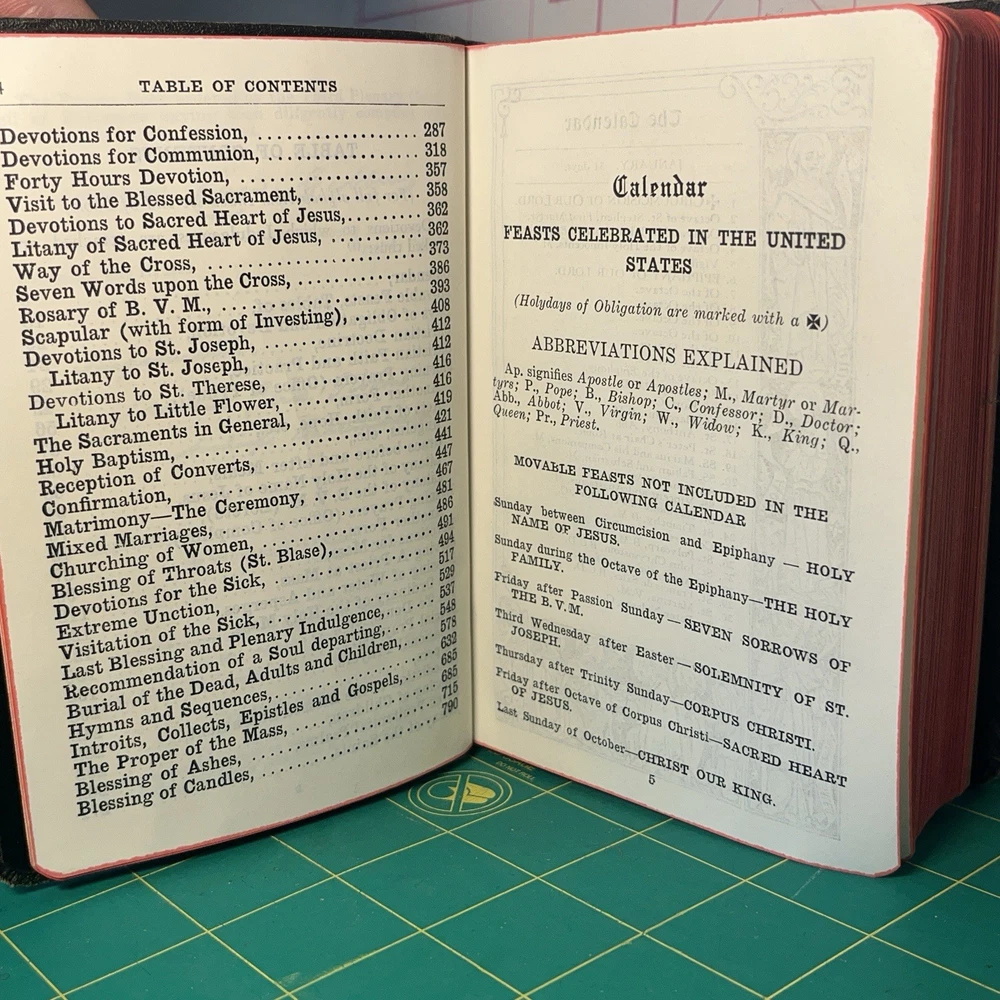 4 TABLE OF CONTENTS
Devotions for Confession, ................ 287
Devotions for Communion, ................ 318
Forty Hours Devotion, ................ 357
Visit to the Blessed Sacrament, ................ 358
Devotions to Sacred Heart of Jesus, ................ 362
Litany of Sacred Heart of Jesus, ................ 362
Way of the Cross, ................ 373
Seven Words upon the Cross, ................ 386
Rosary of B. V. M., ................ 393
Scapular (with form of Investing), ................ 408
Devotions to St. Joseph, ................ 412
Litany to St. Joseph, ................ 412
Devotions to St. Therese, ................ 416
Litany to Little Flower, ................ 416
The Sacraments in General, ................ 419
Holy Baptism, ................ 421
Reception of Converts, ................ 441
Confirmation, ................ 447
Matrimony—The Ceremony, ................ 467
Mixed Marriages, ................ 481
Churching of Women, ................ 486
Blessing of Throats (St. Blase), ................ 491
Devotions for the Sick, ................ 494
Extreme Unction, ................ 517
Visitation of the Sick, ................ 529
Last Blessing and Plenary Indulgence, ................ 537
Recommendation of a Soul departing, ................ 548
Burial of the Dead, Adults and Children, ................ 578
Hymns and Sequences, ................ 632
Introits, Collects, Epistles and Gospels, ................ 685
The Proper of the Mass, ................ 685
Blessing of Ashes, ................ 715
Blessing of Candles, ................ 790
Calendar
FEASTS CELEBRATED IN THE UNITED
STATES
(Holydays of Obligation are marked with a ✠)
ABBREVIATIONS EXPLAINED
Ap. signifies Apostle or Apostles; M., Martyr or Mar-
tyrs; P., Pope; B., Bishop; C., Confessor; D., Doctor;
Abb., Abbot; V., Virgin; W., Widow; K., King; Q.,
Queen; Pr., Priest.
MOVABLE FEASTS NOT INCLUDED IN THE
FOLLOWING CALENDAR
Sunday between Circumcision and Epiphany — HOLY
NAME OF JESUS.
Sunday during the Octave of the Epiphany—THE HOLY
FAMILY.
Friday after Passion Sunday — SEVEN SORROWS OF
THE B. V. M.
Third Wednesday after Easter — SOLEMNITY OF ST.
JOSEPH.
Thursday after Trinity Sunday—CORPUS CHRISTI.
Friday after Octave of Corpus Christi—SACRED HEART
OF JESUS.
Last Sunday of October—CHRIST OUR KING.
5